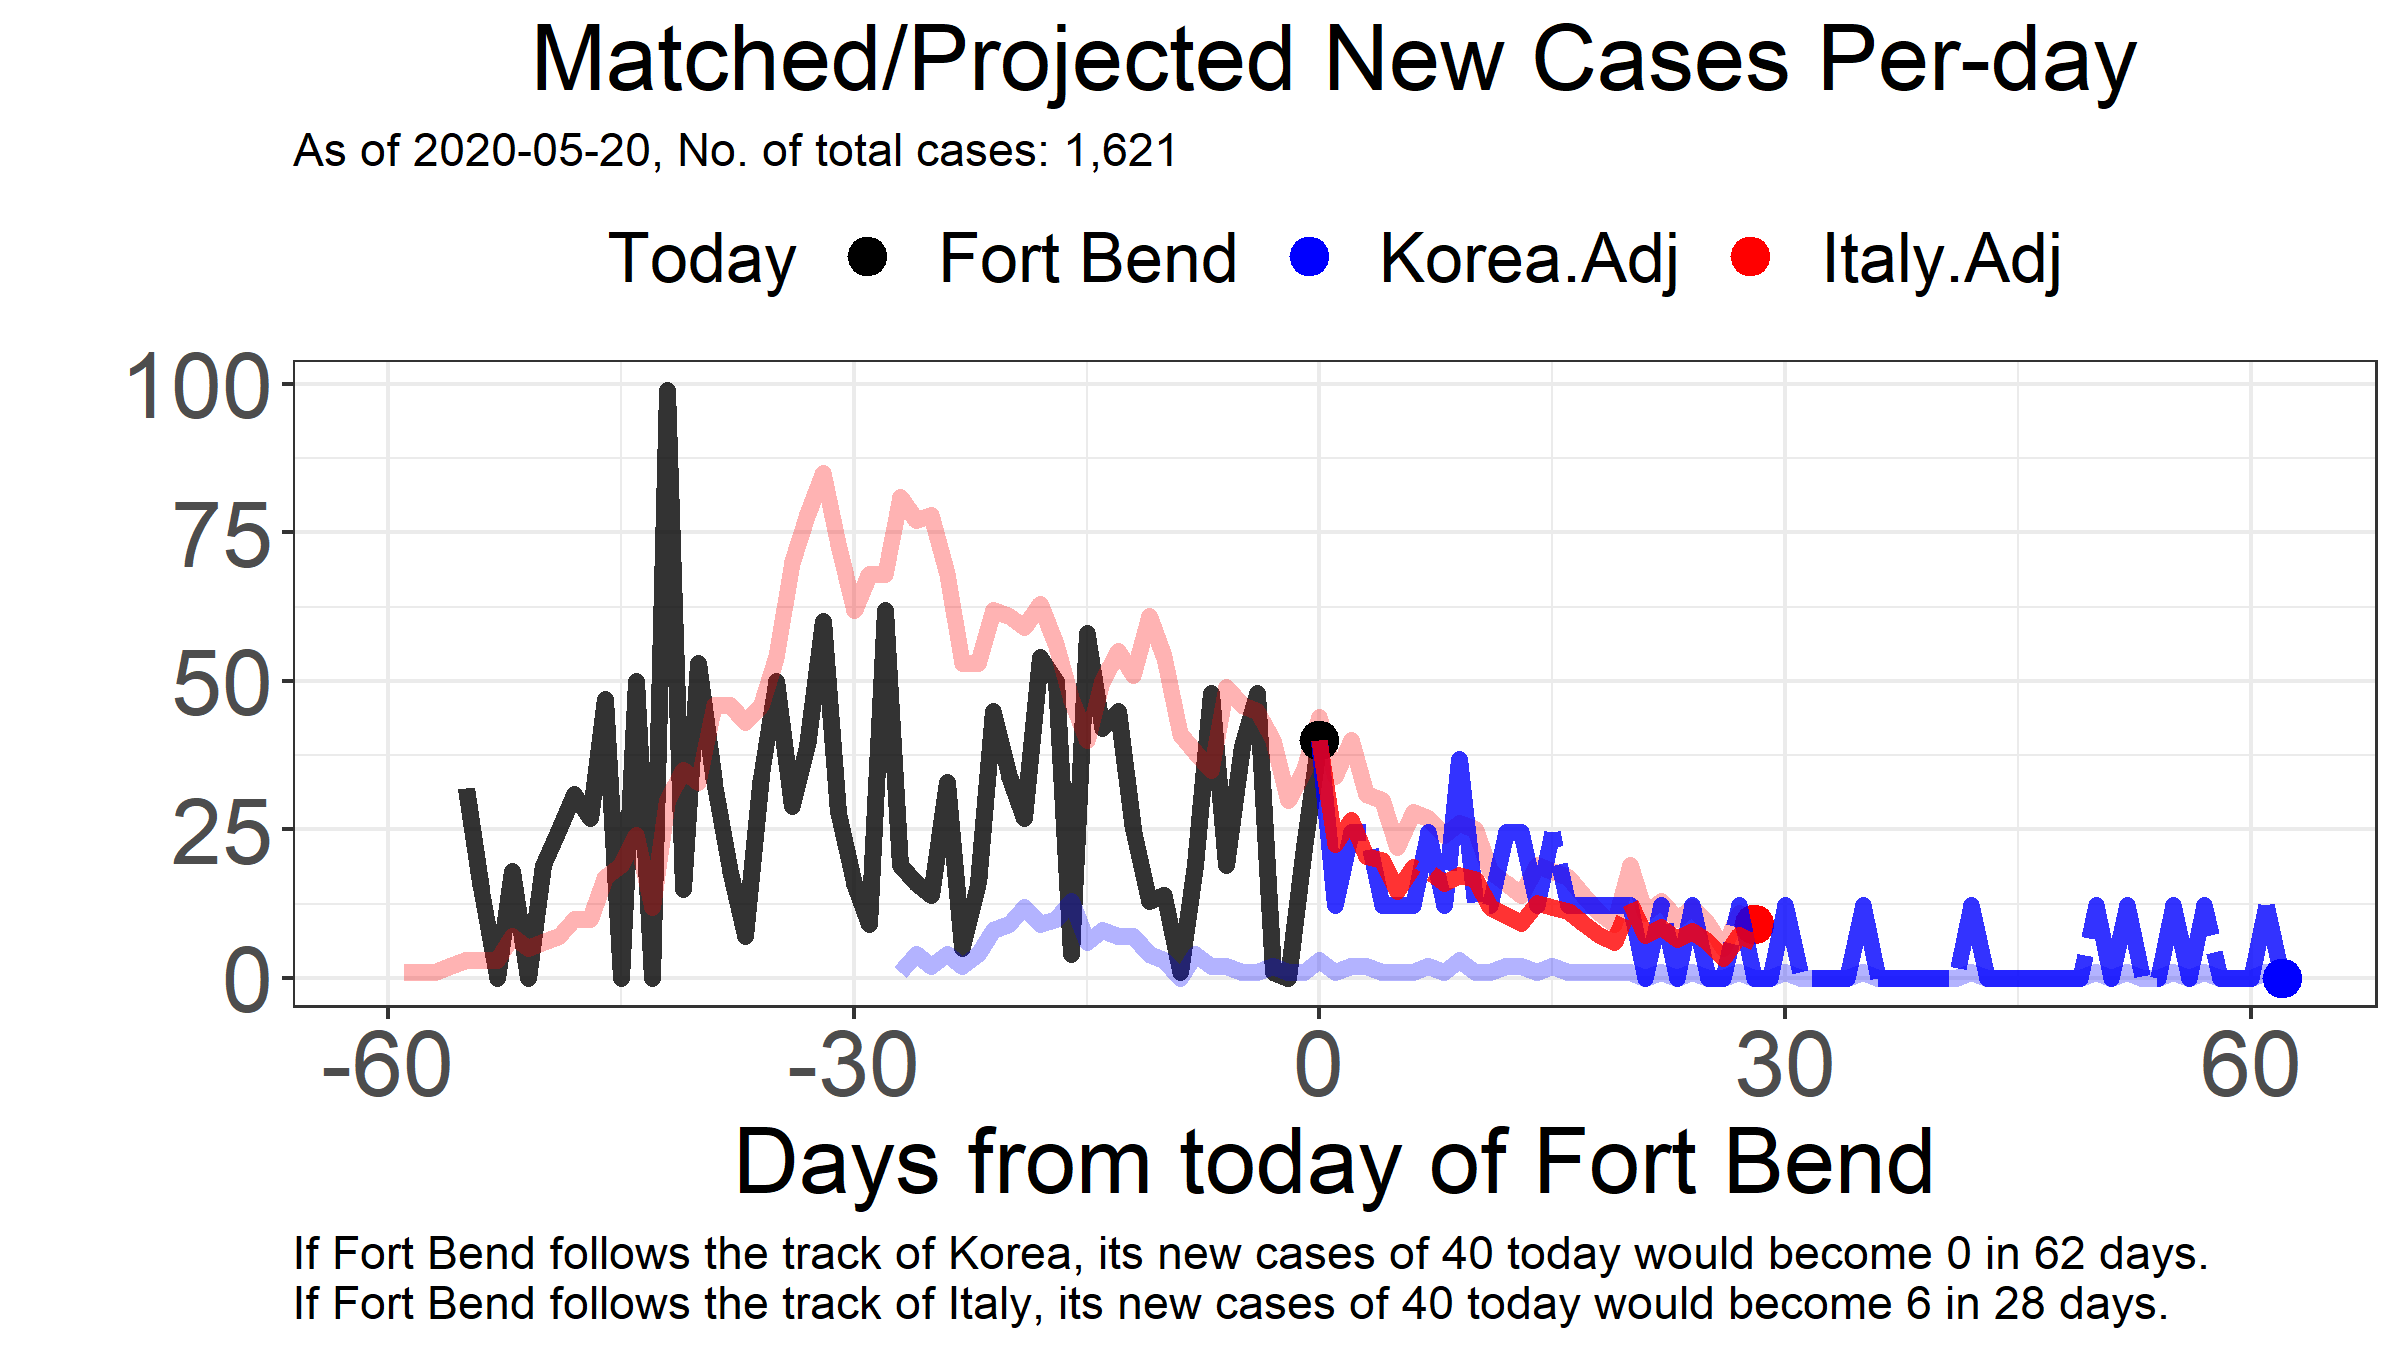 Matched/Projected New Cases Per-day
As of 2020-05-20, No. of total cases: 1,621
Today Fort Bend Korea.Adj Italy.Adj
100
75
50
25
0
-60 -30 0 30 60
Days from today of Fort Bend
If Fort Bend follows the track of Korea, its new cases of 40 today would become 0 in 62 days.
If Fort Bend follows the track of Italy, its new cases of 40 today would become 6 in 28 days.